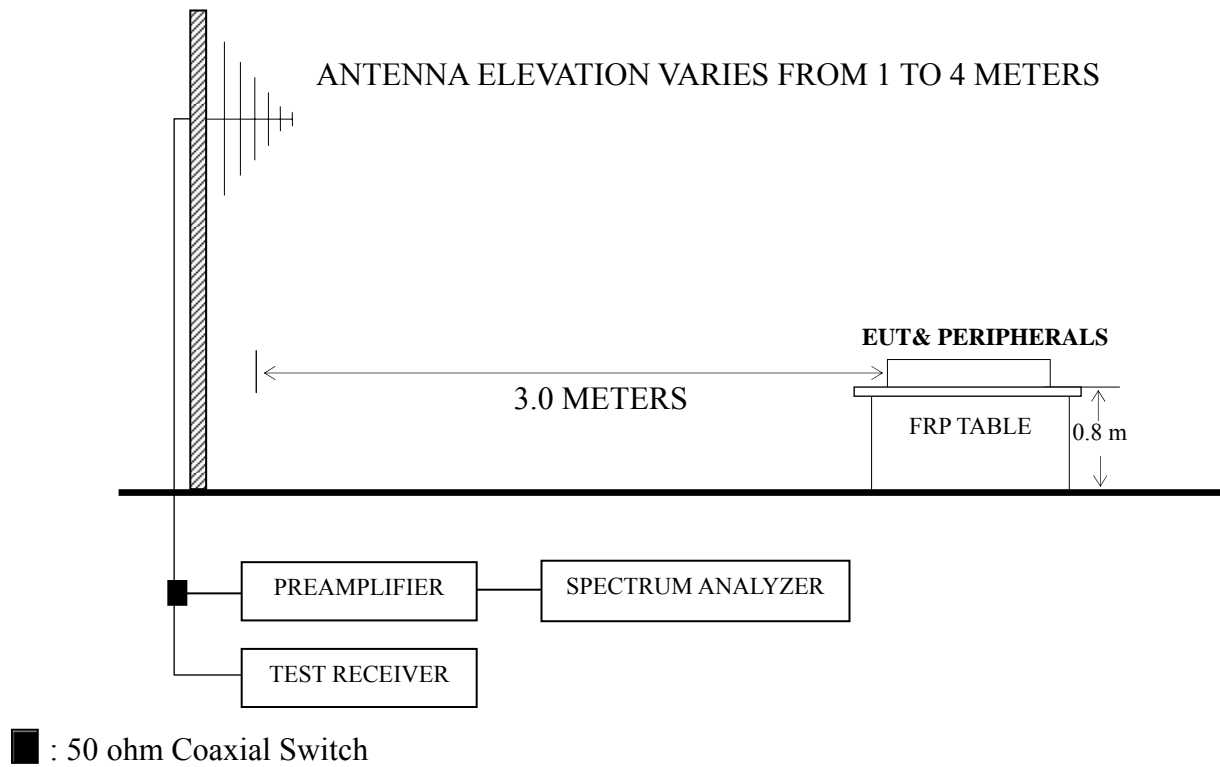 ANTENNA ELEVATION VARIES FROM 1 TO 4 METERS
EUT& PERIPHERALS
3.0 METERS
FRP TABLE
0.8 m
PREAMPLIFIER
SPECTRUM ANALYZER
TEST RECEIVER
: 50 ohm Coaxial Switch